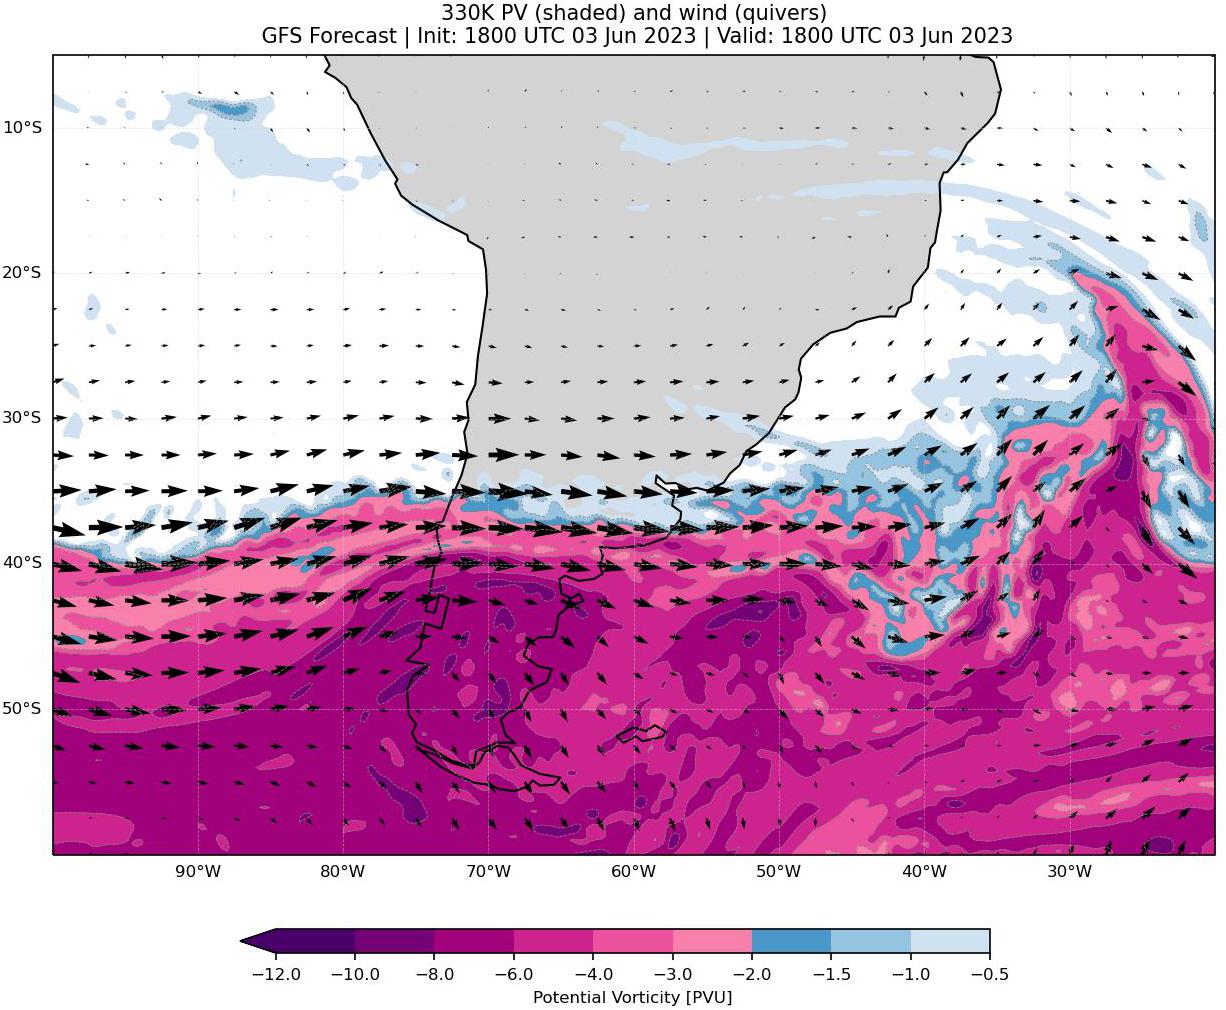 330K PV (shaded) and wind (quivers)
GFS Forecast | Init: 1800 UTC 03 Jun 2023 | Valid: 1800 UTC 03 Jun 2023
10°S
20°S
30°S
40°S
50°S
90°W 80°W 70°W 60°W 50°W 40°W 30°W
−12.0 −10.0 −8.0 −6.0 −4.0 −3.0 −2.0 −1.5 −1.0 −0.5
Potential Vorticity [PVU]